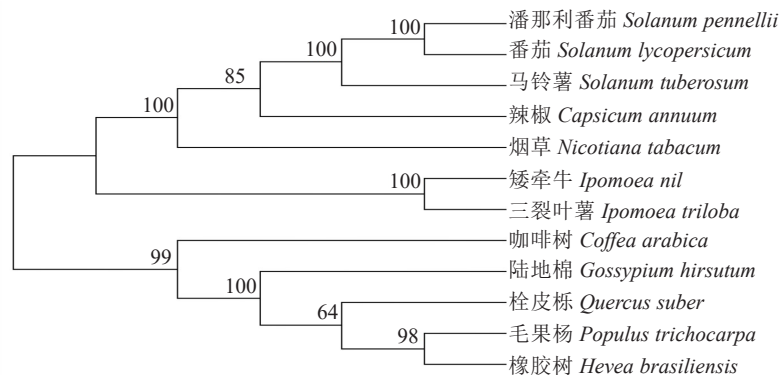 100 潘那利番茄 Solanum pennellii
番茄 Solanum lycopersicum
100
马铃薯 Solanum tuberosum
85
100
辣椒 Capsicum annuum
烟草 Nicotiana tabacum
100 矮牵牛 Ipomoea nil
三裂叶薯 Ipomoea triloba
咖啡树 Coffea arabica
99
陆地棉 Gossypium hirsutum
100
栓皮栎 Quercus suber
64
毛果杨 Populus trichocarpa
98
橡胶树 Hevea brasiliensis